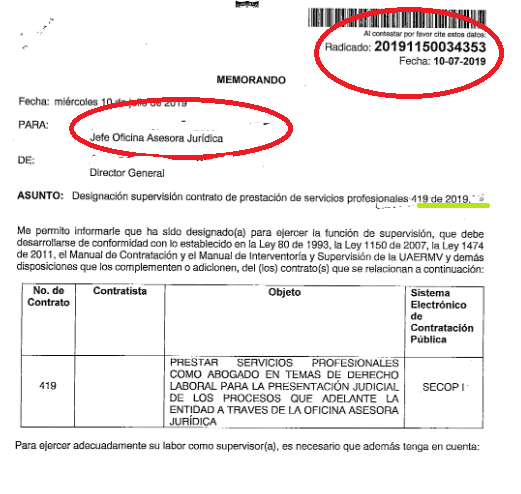 Al contestar por favor cite estos datos:
Radicado: 20191150034353
Fecha: 10-07-2019
MEMORANDO
Fecha: miércoles 10 de julio de 2019
PARA:
Jefe Oficina Asesora Jurídica
DE:
Director General
ASUNTO: Designación supervisión contrato de prestación de servicios profesionales 419 de 2019.
Me permito informarle que ha sido designado(a) para ejercer la función de supervisión, que
debe desarrollarse de conformidad con lo establecido en la Ley 80 de 1993, la Ley 1150 de 2007, la Ley 1474
de 2011, el Manual de Contratación y el Manual de Interventoría y Supervisión de la UAERMV y demás
disposiciones que los complementen o adicionen, del (los) contrato(s) que se relacionan a continuación:
No. de Contrato
Contratista
Objeto
Sistema
Electrónico
de
Contratación
Pública
419
PRESTAR SERVICIOS PROFESIONALES
COMO ABOGADO EN TEMAS DE DERECHO
LABORAL PARA LA PRESENTACIÓN JUDICIAL
DE LOS PROCESOS QUE ADELANTE LA
ENTIDAD A TRAVES DE LA OFICINA ASESORA
JURÍDICA
SECOP I
Para ejercer adecuadamente su labor como supervisor(a), es necesario que además tenga en cuenta: